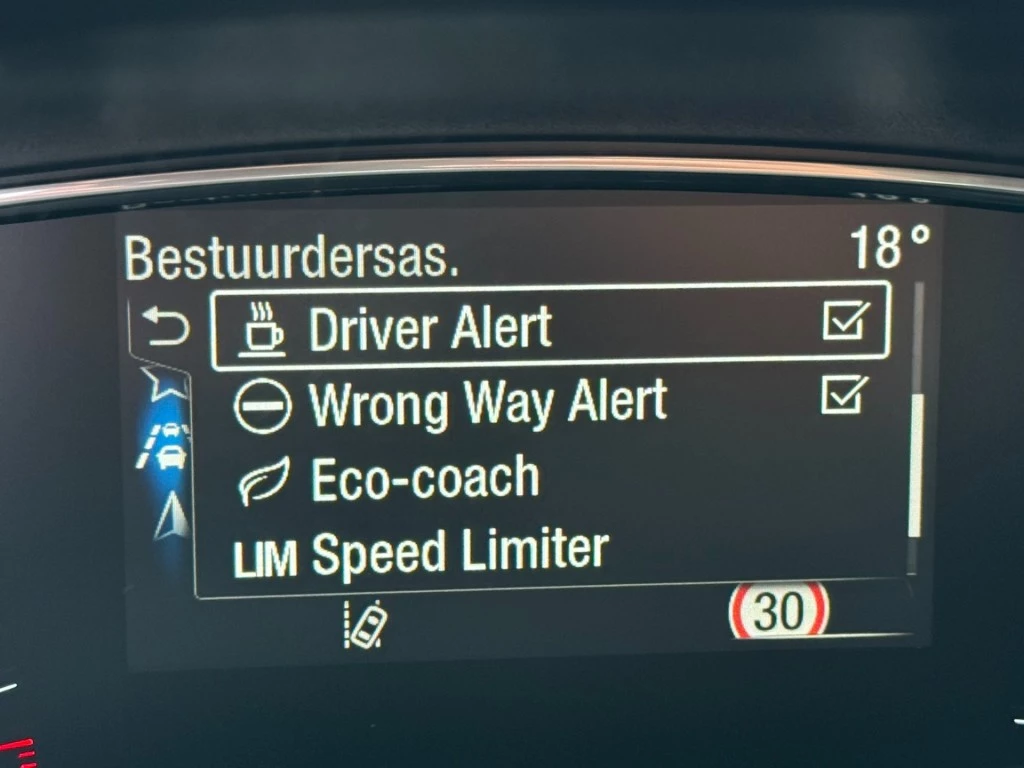 Bestuurdersas.
18°
Driver Alert
Wrong Way Alert
Eco-coach
LIM Speed Limiter
30